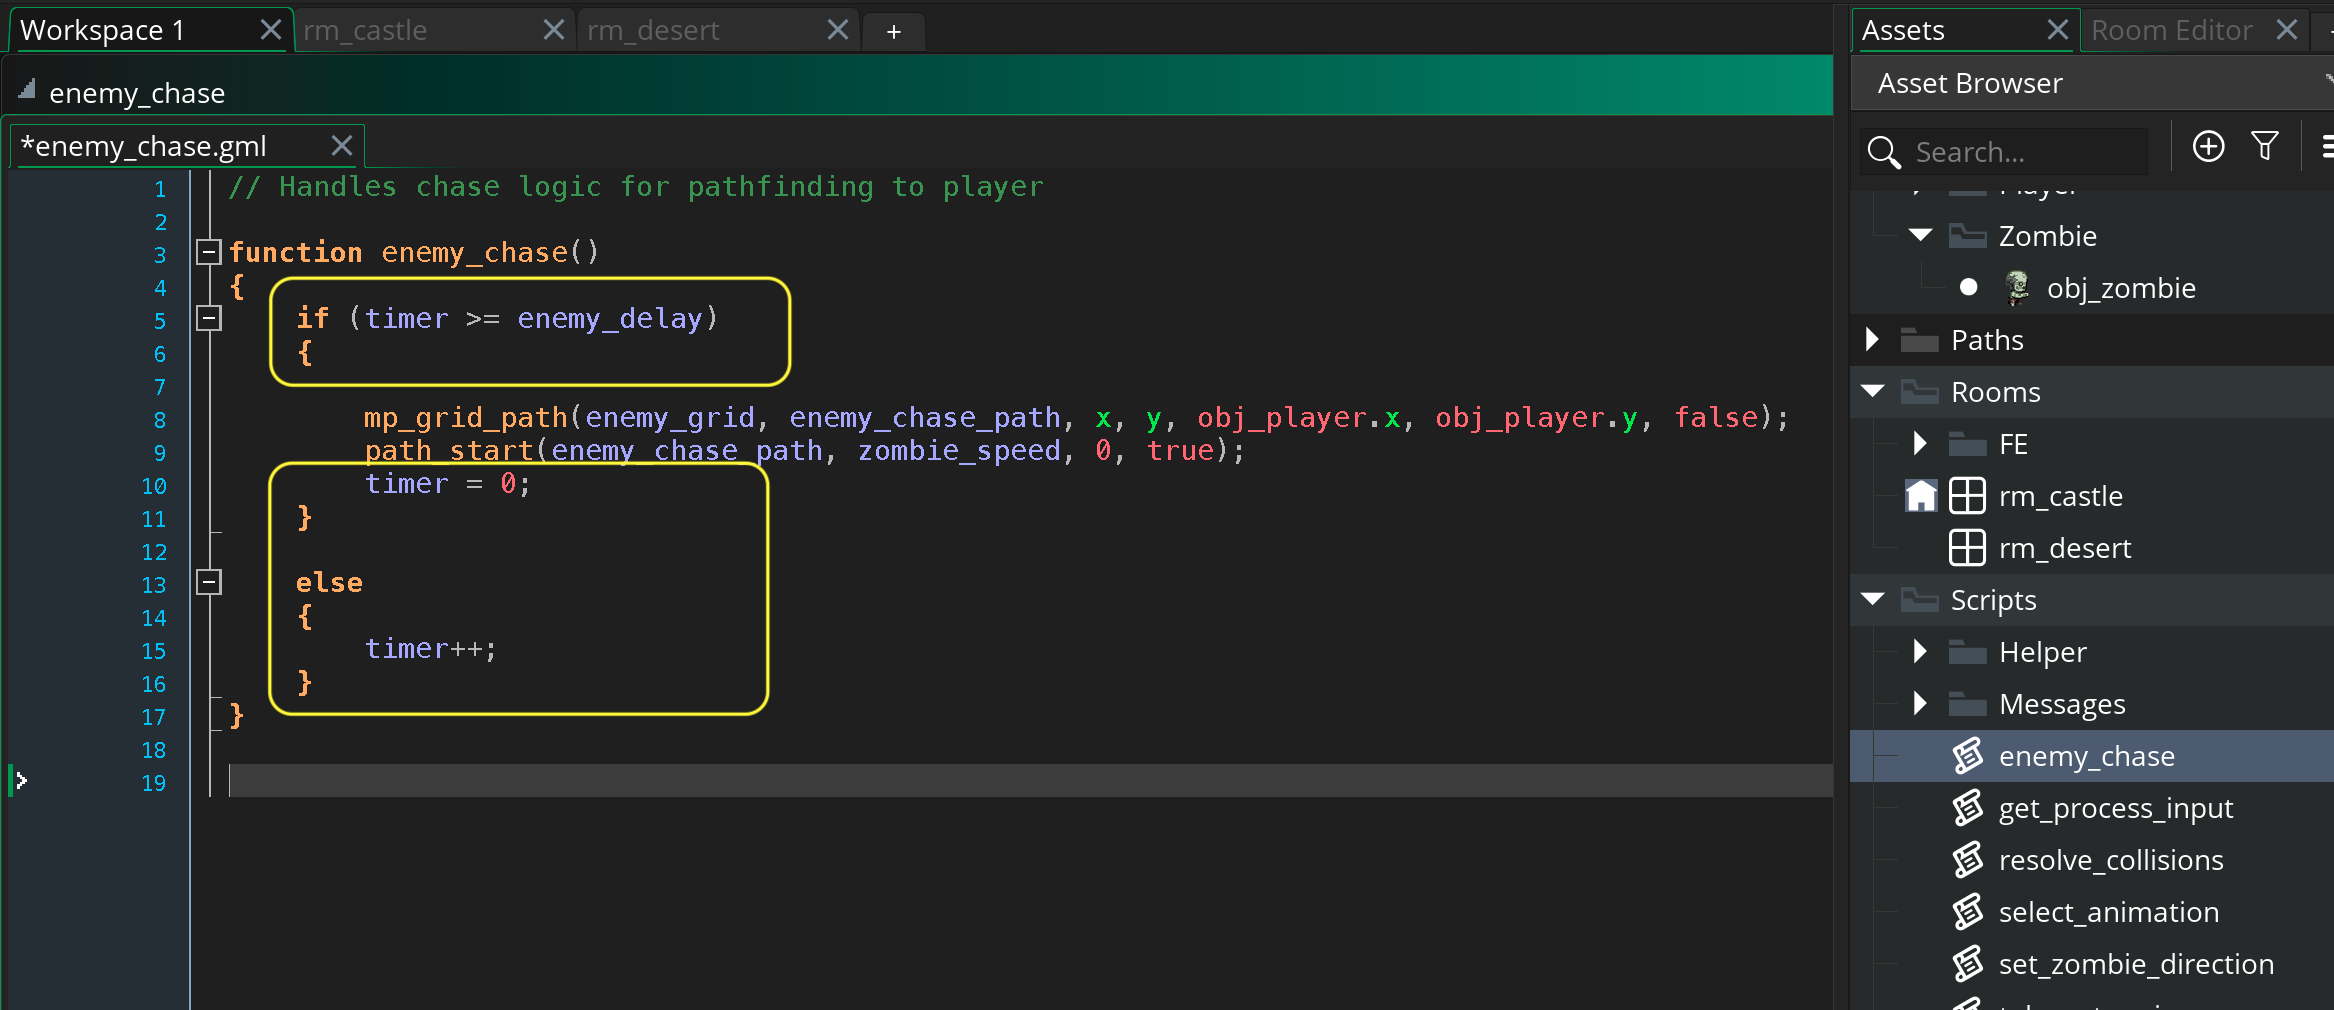 Workspace 1
rm_castle
rm_desert
+
enemy_chase
*enemy_chase.gml
1 // Handles chase logic for pathfinding to player
2
3 function enemy_chase()
4 {
5 if (timer >= enemy_delay)
6 {
7
8 mp_grid_path(enemy_grid, enemy_chase_path, x, y, obj_player.x, obj_player.y, false);
9 path_start(enemy_chase_path, zombie_speed, 0, true);
10 timer = 0;
11 }
12
13 else
14 {
15 timer++;
16 }
17 }
18
19
Assets
Room Editor
Asset Browser
Search...
Player
Zombie
obj_zombie
Paths
Rooms
FE
rm_castle
rm_desert
Scripts
Helper
Messages
enemy_chase
get_process_input
resolve_collisions
select_animation
set_zombie_direction